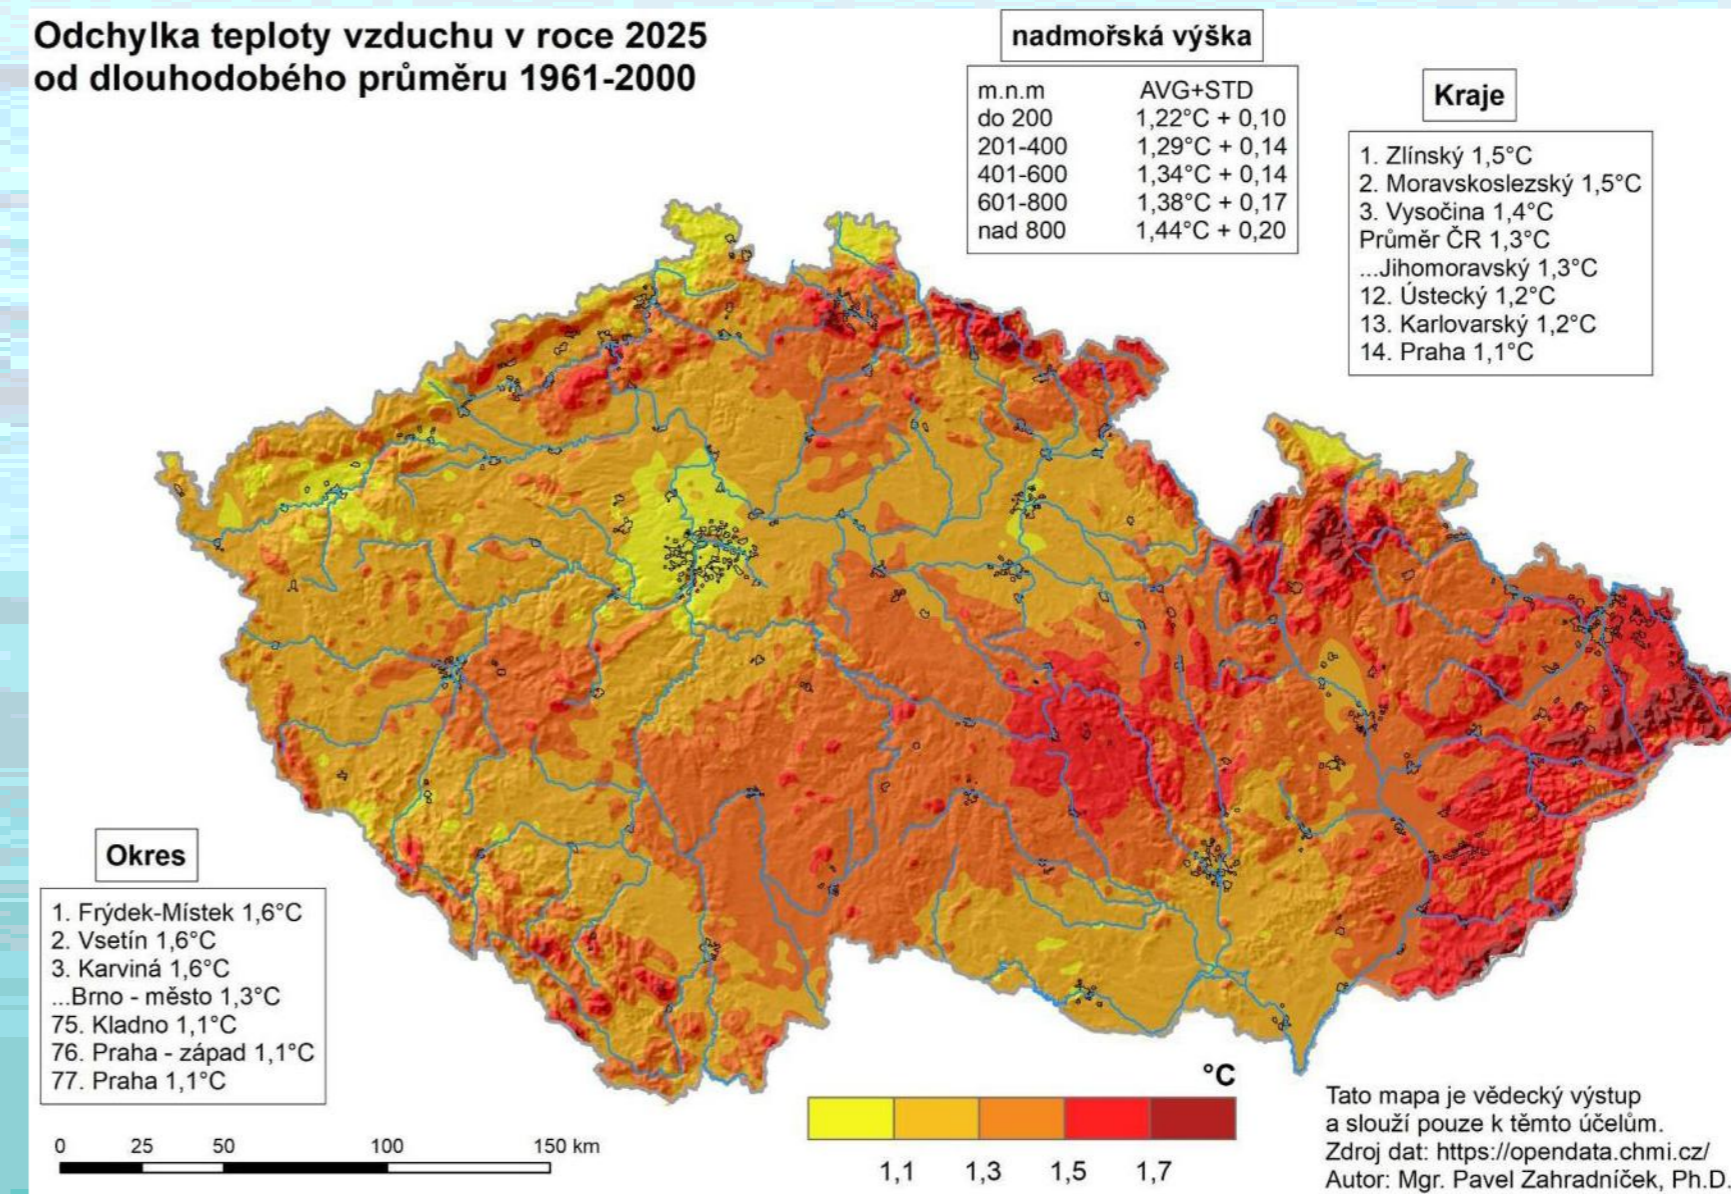 Odchylka teploty vzduchu v roce 2025
od dlouhodobého průměru 1961-2000
nadmořská výška
m.n.m AVG+STD
do 200 1,22°C + 0,10
201-400 1,29°C + 0,14
401-600 1,34°C + 0,14
601-800 1,38°C + 0,17
nad 800 1,44°C + 0,20
Kraje
1. Zlínský 1,5°C
2. Moravskoslezský 1,5°C
3. Vysočina 1,4°C
Průměr ČR 1,3°C
...Jihomoravský 1,3°C
12. Ústecký 1,2°C
13. Karlovarský 1,2°C
14. Praha 1,1°C
Okres
1. Frýdek-Místek 1,6°C
2. Vsetín 1,6°C
3. Karviná 1,6°C
...Brno - město 1,3°C
75. Kladno 1,1°C
76. Praha - západ 1,1°C
77. Praha 1,1°C
0 25 50 100 150 km
°C
1,1 1,3 1,5 1,7
Tato mapa je vědecký výstup
a slouží pouze k těmto účelům.
Zdroj dat: https://opendata.chmi.cz/
Autor: Mgr. Pavel Zahradníček, Ph.D.